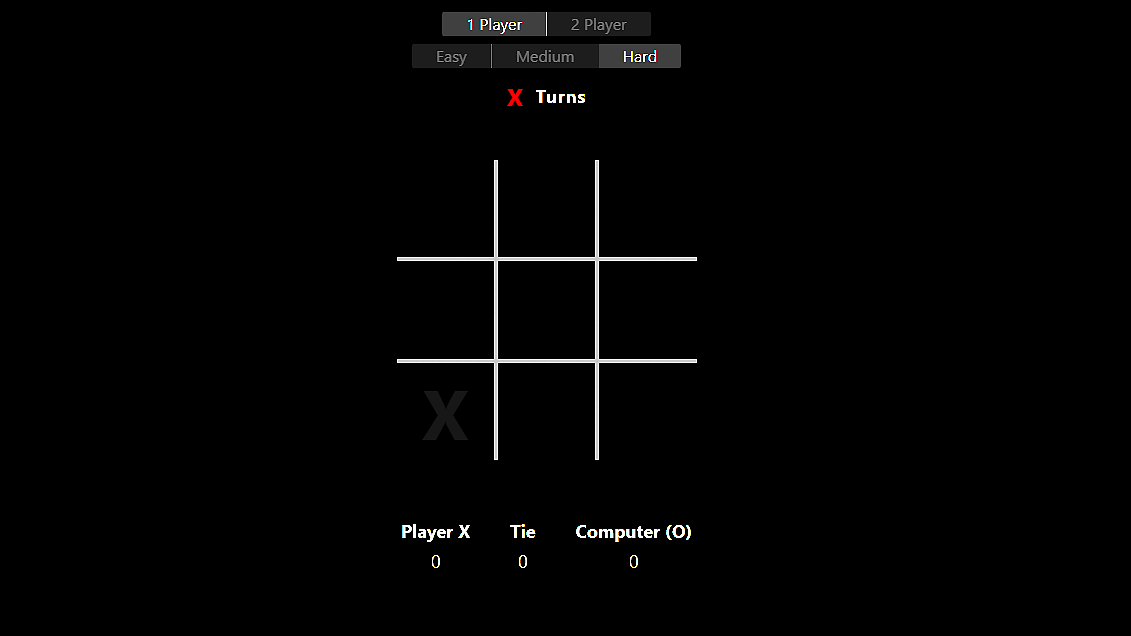 1 Player 2 Player
Easy Medium Hard
X Turns
X
Player X Tie Computer (O)
0 0 0